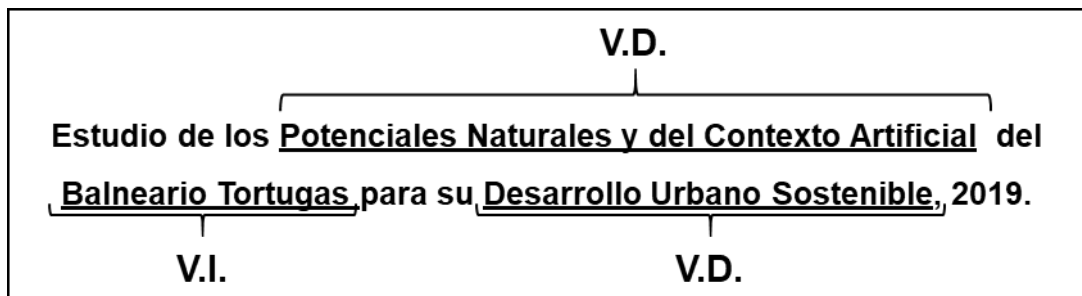 V.D.
Estudio de los Potenciales Naturales y del Contexto Artificial del
Balneario Tortugas para su Desarrollo Urbano Sostenible, 2019.
V.I. V.D.